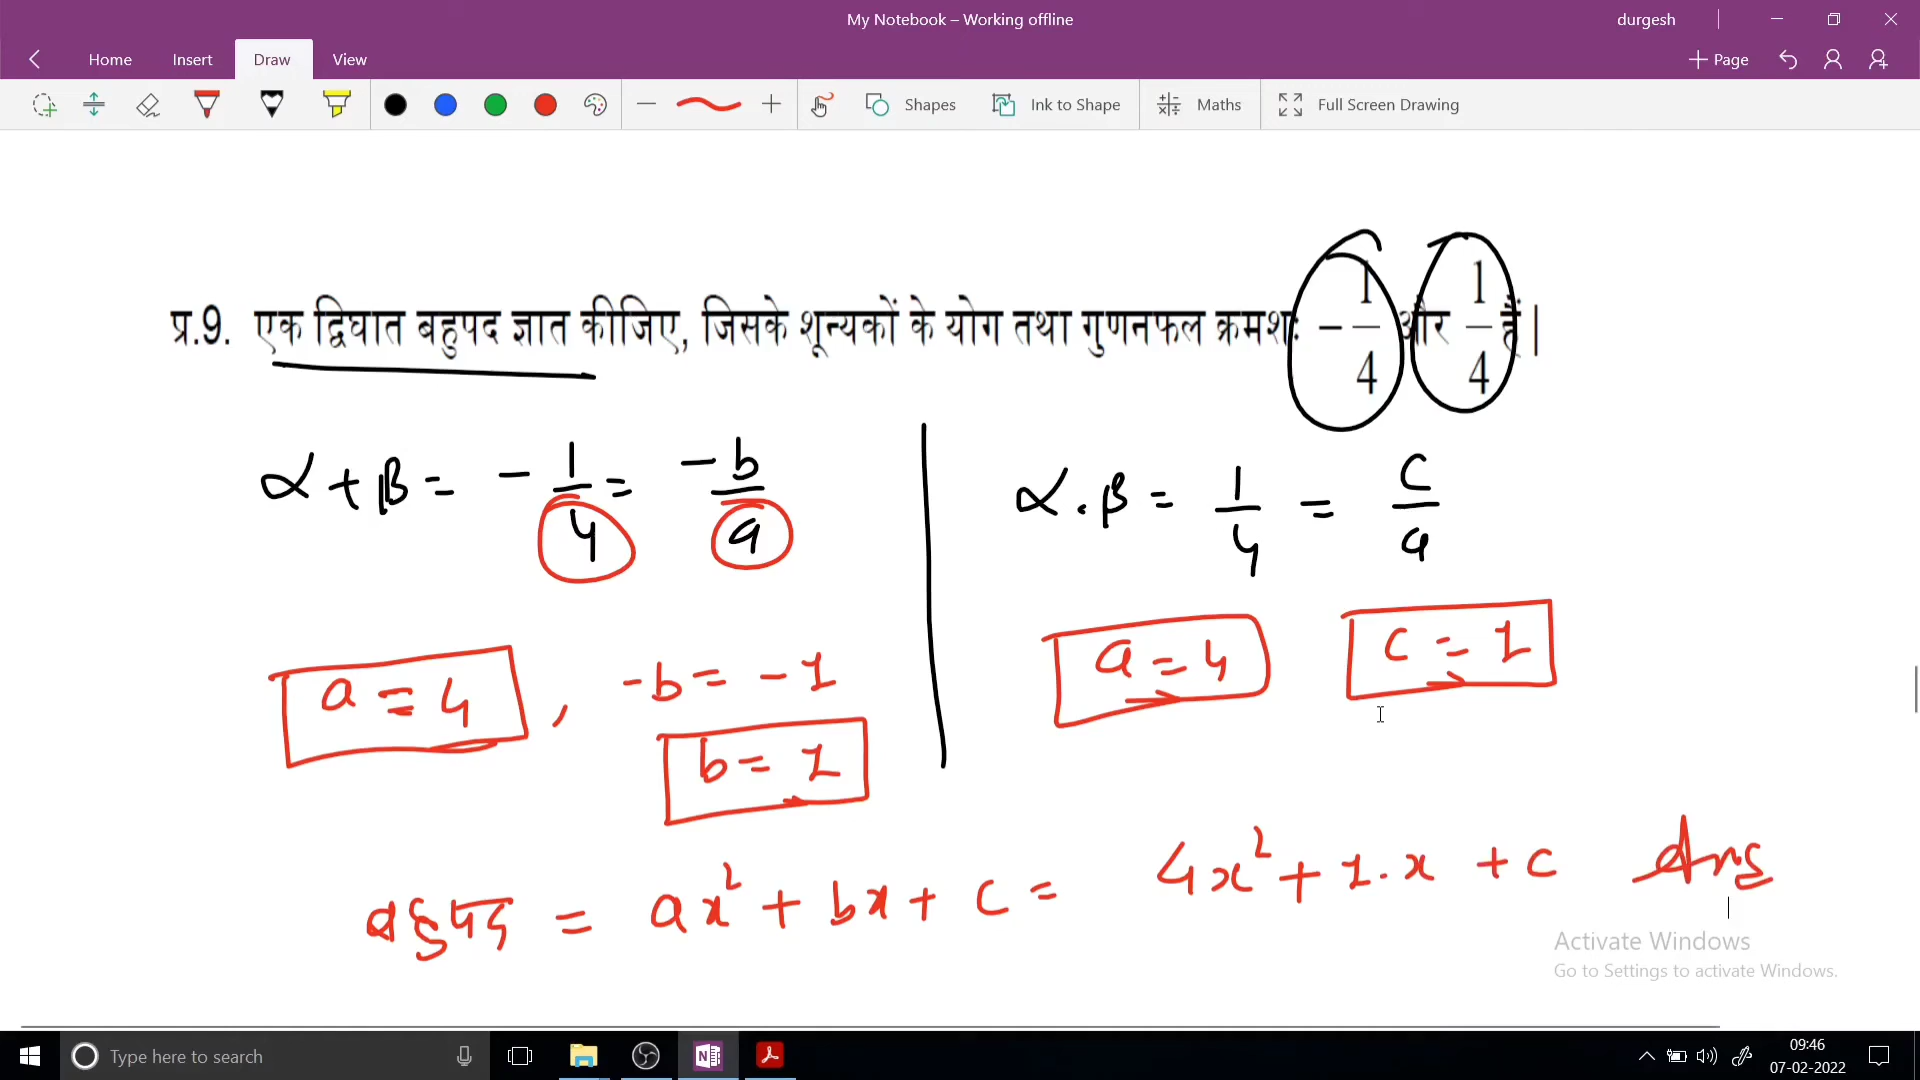 My Notebook – Working offline
durgesh
Home Insert Draw View
Page
Shapes Ink to Shape Maths Full Screen Drawing
प्र.9. एक द्विघात बहुपद ज्ञात कीजिए, जिसके शून्यकों के योग तथा गुणनफल क्रमशः -1/4 और 1/4 हैं|
α + β = -1/4 = -b/a
α . β = 1/4 = c/a
a = 4 , -b = -1
b = 1
a = 4 c = 1
बहुपद = ax² + bx + c = 4x² + 1.x + c Ans
Activate Windows
Go to Settings to activate Windows.
Type here to search
09:46
07-02-2022